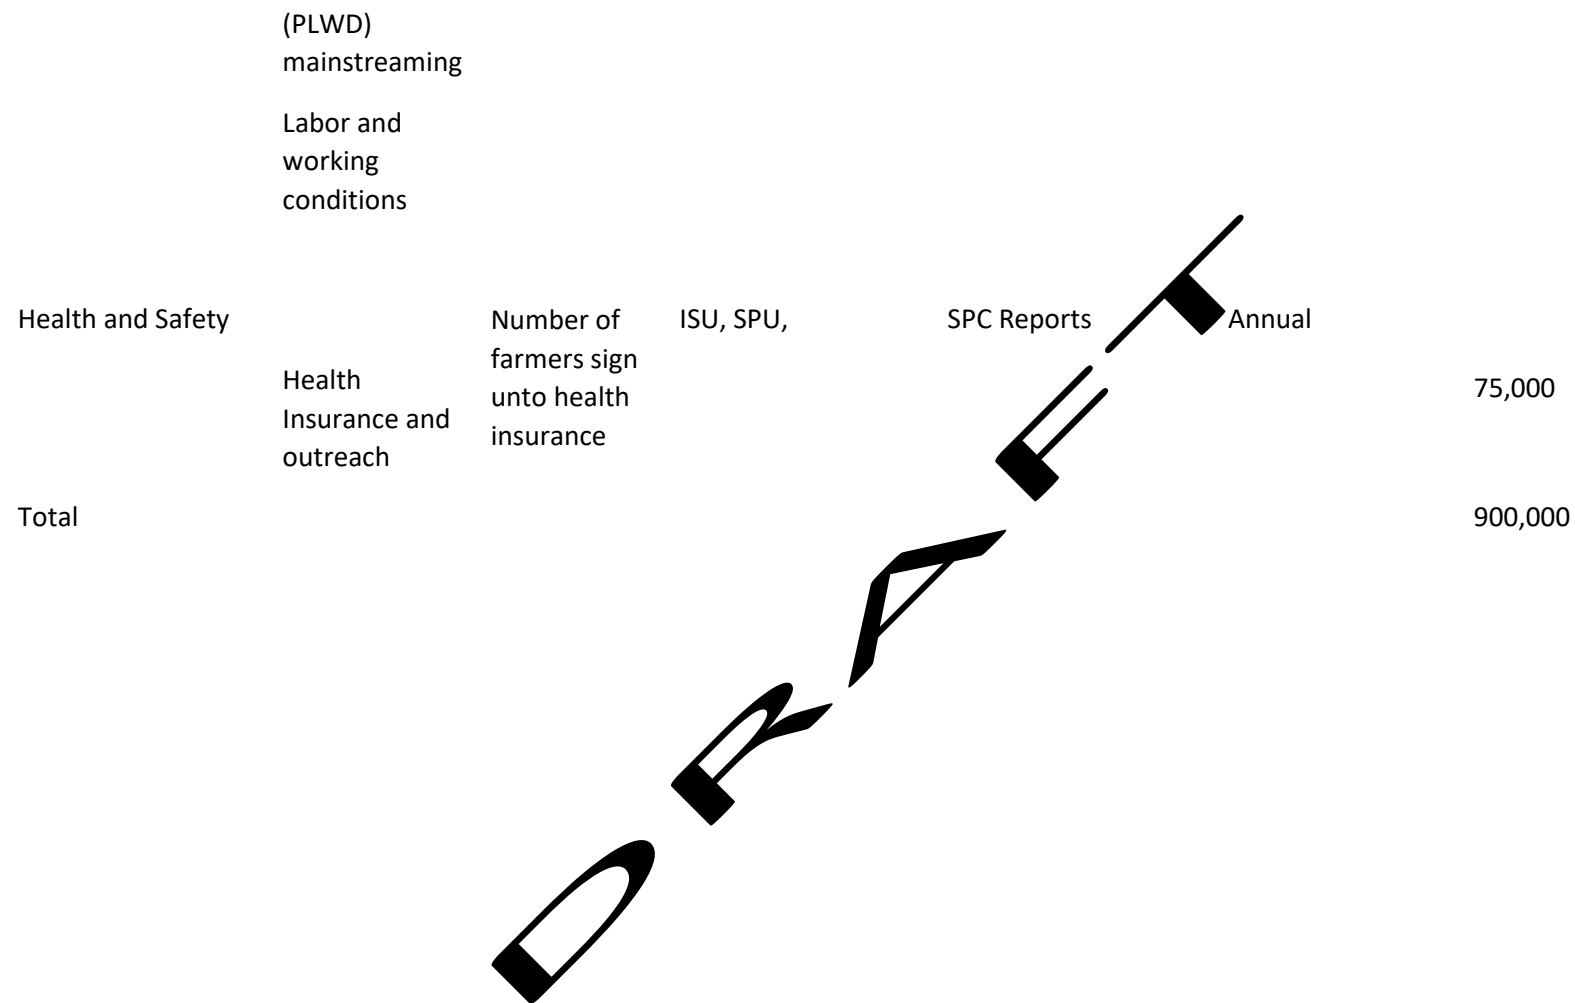 (PLWD)
mainstreaming
Labor and
working
conditions
Health and Safety
Health
Insurance and
outreach
Number of
farmers sign
unto health
insurance
ISU, SPU,
SPC Reports
Annual
75,000
Total
900,000
DRAFT